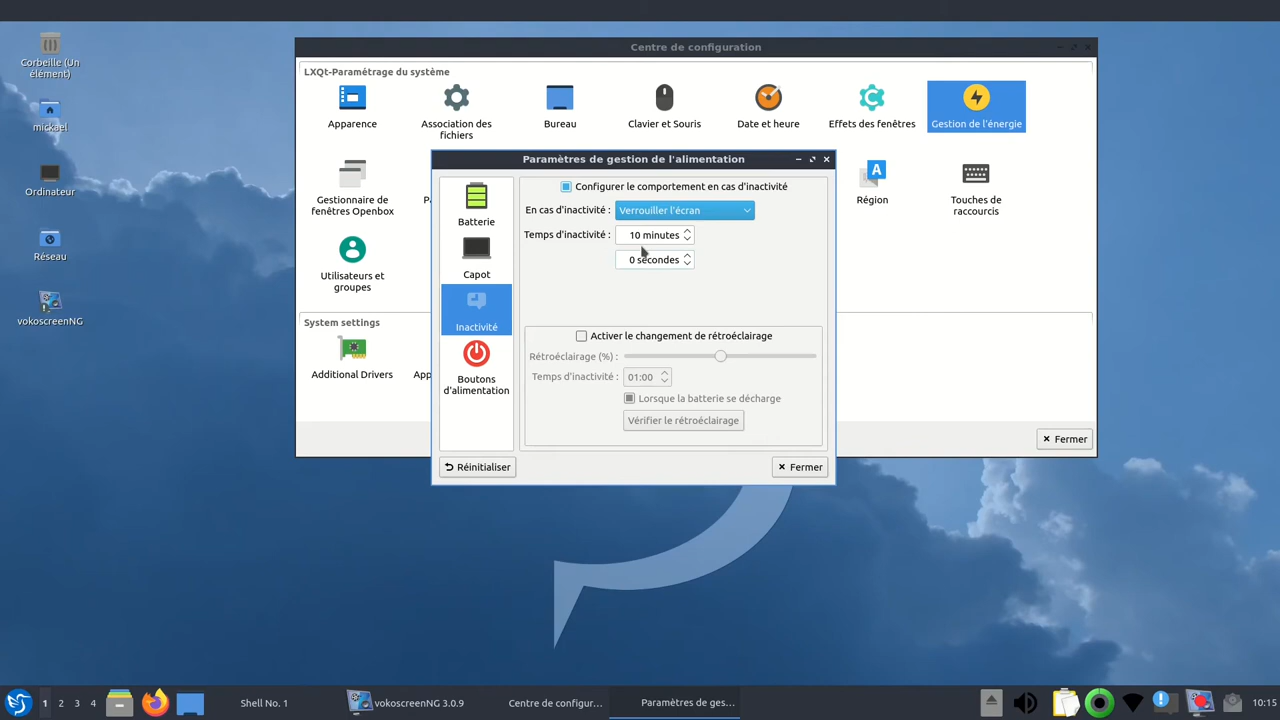 Corbeille (Un
élément)
mickael
Ordinateur
Réseau
vokoscreenNG
Centre de configuration
LXQt-Paramétrage du système
Apparence
Association des
fichiers
Bureau
Clavier et Souris
Date et heure
Effets des fenêtres
Gestion de l'énergie
Gestionnaire de
fenêtres Openbox
Région
Touches de
raccourcis
Utilisateurs et
groupes
System settings
Additional Drivers
Fermer
Paramètres de gestion de l'alimentation
Batterie
Capot
Inactivité
Boutons
d'alimentation
Configurer le comportement en cas d'inactivité
En cas d'inactivité :
Verrouiller l'écran
Temps d'inactivité :
10 minutes
0 secondes
Activer le changement de rétroéclairage
Rétroéclairage (%) :
Temps d'inactivité :
01:00
Lorsque la batterie se décharge
Vérifier le rétroéclairage
Réinitialiser
Fermer
1 2 3 4
Shell No. 1
vokoscreenNG 3.0.9
Centre de configur...
Paramètres de ges...
10:15